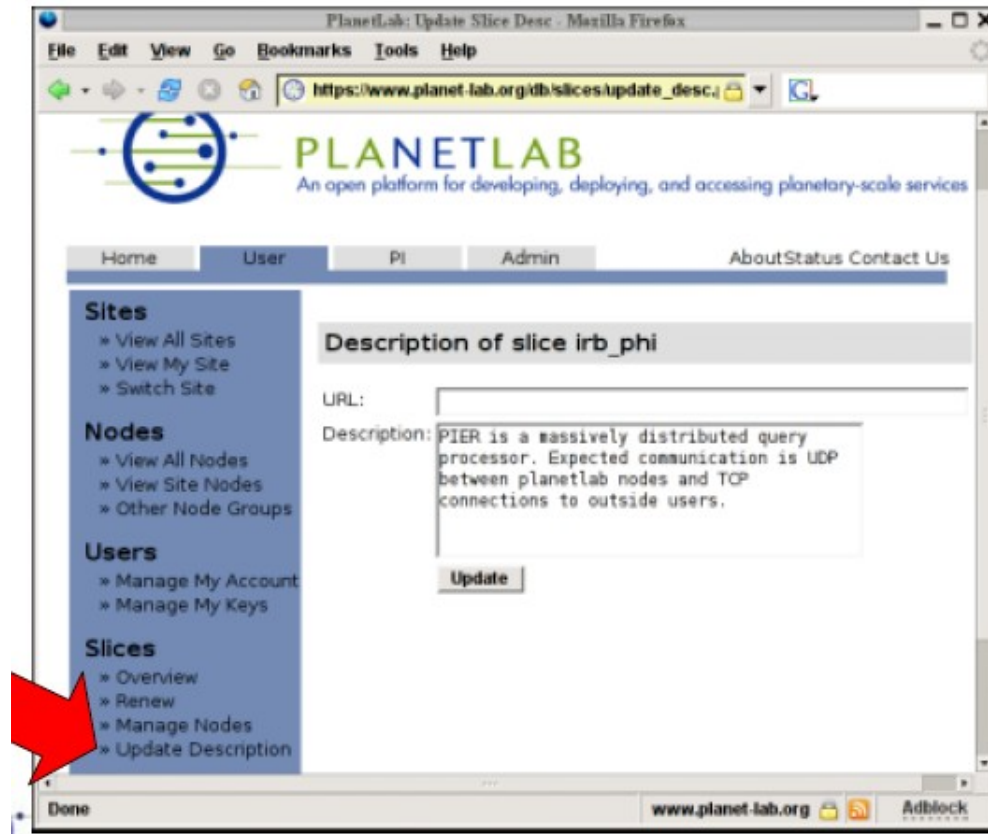 PlanetLab: Update Slice Desc - Mozilla Firefox
File Edit View Go Bookmarks Tools Help
https://www.planet-lab.org/db/slices/update_desc.
G
PLANETLAB
An open platform for developing, deploying, and accessing planetary-scale services
Home User PI Admin AboutStatus Contact Us
Sites
» View All Sites
» View My Site
» Switch Site
Nodes
» View All Nodes
» View Site Nodes
» Other Node Groups
Users
» Manage My Account
» Manage My Keys
Slices
» Overview
» Renew
» Manage Nodes
» Update Description
Description of slice irb_phi
URL:
Description:
PIER is a massively distributed query
processor. Expected communication is UDP
between planetlab nodes and TCP
connections to outside users.
Update
Done www.planet-lab.org Adblock